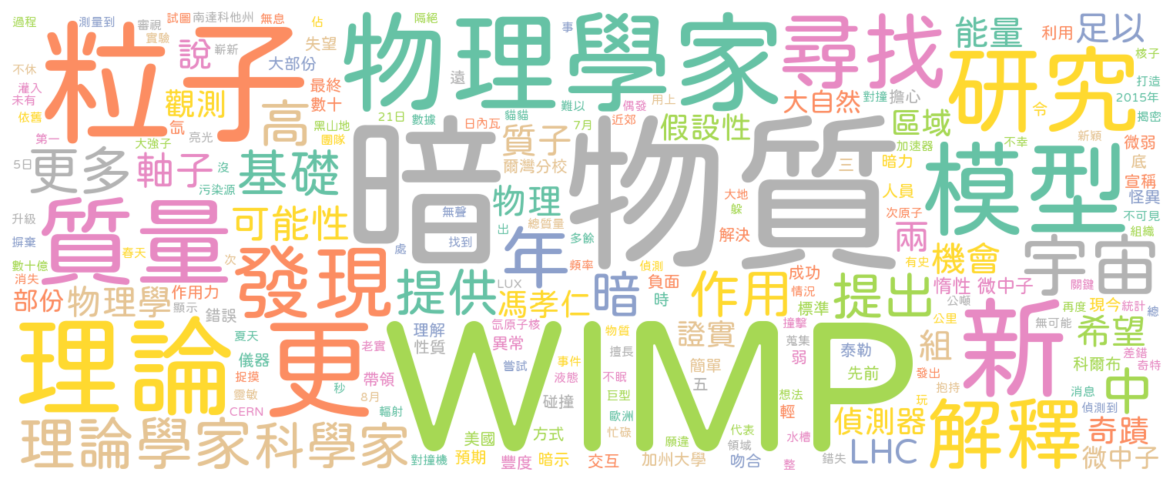 過程
測量到
審視
實驗
試圖
南達科他州
嶄新
無息
佔
失望
隔絕
粒子
說
大部份
遠
物理學家
事
尋找
能量
利用
足以
核子
打造
不休
灌入
未有
依舊
觀測
氙
高
最終
數十
黑山地
團隊
21日
數據
日內瓦
貓貓
難以
偶發
7月
用上
近郊
大自然
對撞
擔心
研究
令
2015年
揭密
第一
大強子
亮光
質子
爾灣分校
假設性
區域
加速器
不幸
新穎
微弱
5日
更多
軸子
沒
污染源
基礎
暗物質
三
暗力
底
宣稱
怪異
人員
模型
升級
摒棄
質量
可能性
物理
總質量
無聲
出
大地
躲
次原子
不可見
組織
解決
兩
數十億
消失
春天
次
發現
處
找到
年
多餘
頻率
偵測
有史
機會
宇宙
部份
物理學
作用力
顯示
錯誤
提供
LUX
馮孝仁
暗
負面
時
作用
成功
情況
標準
提出
公噸
惰性
微中子
關鍵
公里
再度
現今
統計
總
無可能
希望
差錯
奇特
理論
夏天
儀器
捉摸
靈敏
CERN
更
老實
秒
帶領
8月
輻射
WIMP
理解
性質
氙原子核
異常
嘗試
物質
擅長
事件
液態
不眠
巨型
碰撞
歐洲
忙碌
證實
簡單
五
撞擊
蒐集
弱
泰勒
先前
想法
輕
組
發出
抱持
玩
新
科爾布
中
消息
偵測到
理論學家
科學家
對撞機
美國
預期
方式
豐度
暗示
交互
願違
加州大學
代表
領域
吻合
水槽
整
錯失
偵測器
LHC
解釋
奇蹟
微中子